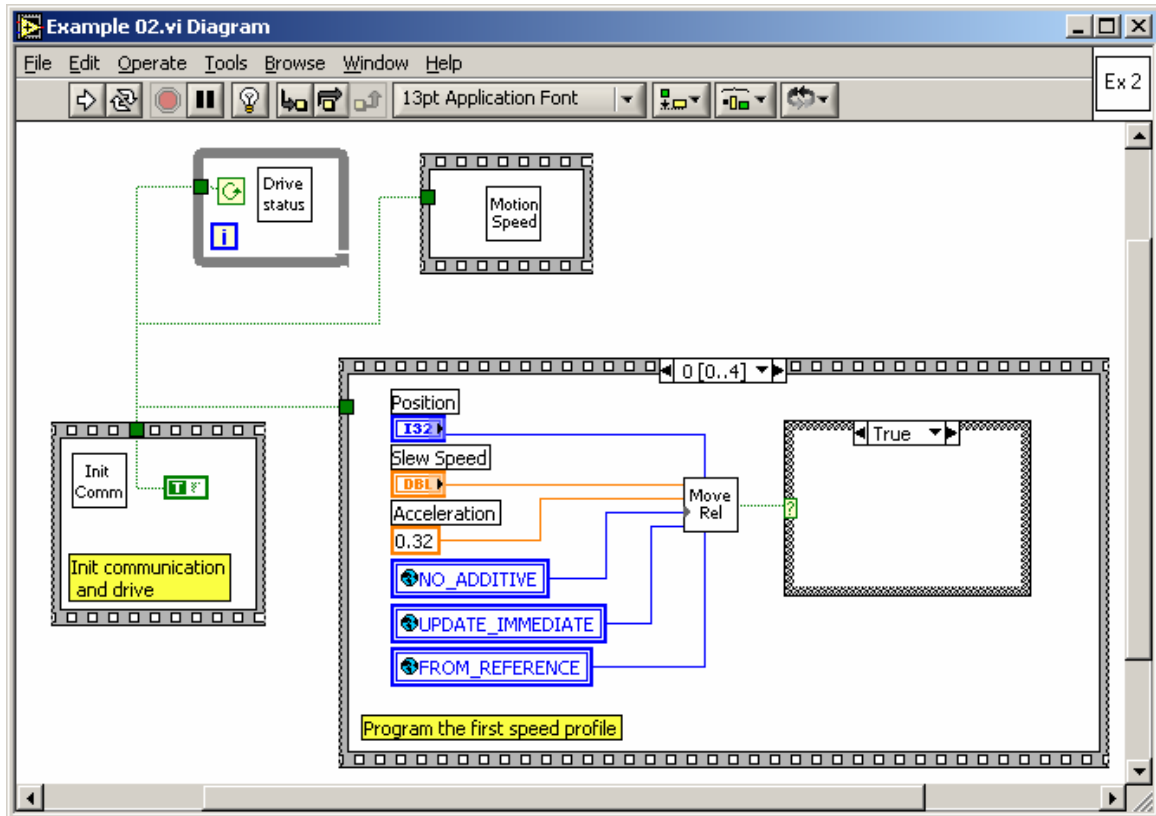 Example 02.vi Diagram
File Edit Operate Tools Browse Window Help
Ex 2
13pt Application Font
Drive
status
i
Motion
Speed
0 [0..4]
Position
I32
Slew Speed
DBL
Acceleration
0.32
NO_ADDITIVE
UPDATE_IMMEDIATE
FROM_REFERENCE
Move
Rel
True
?
Init
Comm
T
Init communication
and drive
Program the first speed profile